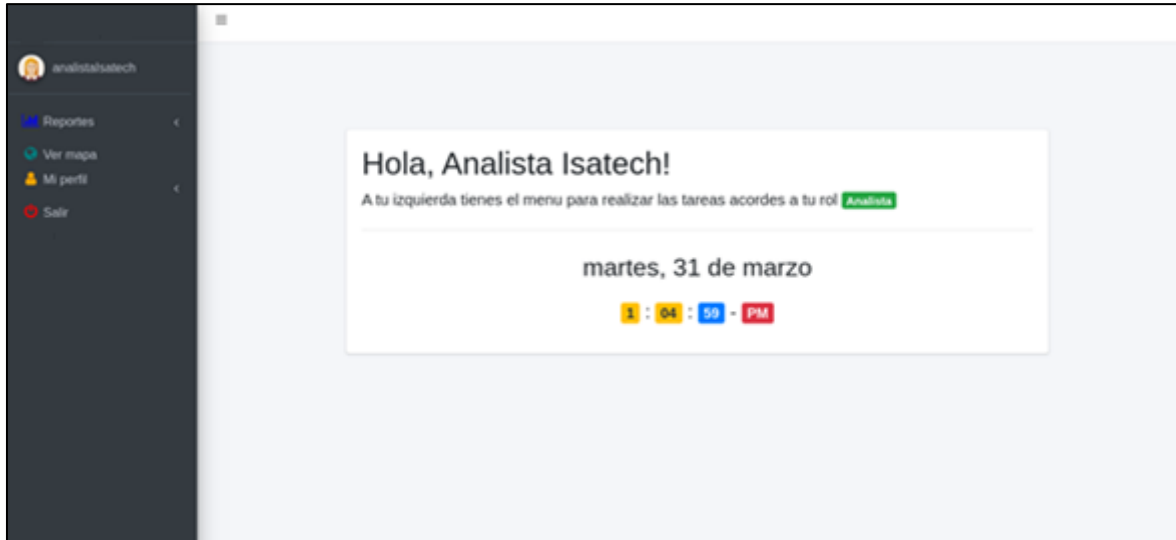 analistaIsatech
Reportes
Ver mapa
Mi perfil
Salir
Hola, Analista Isatech!
A tu izquierda tienes el menu para realizar las tareas acordes a tu rol Analista
martes, 31 de marzo
1 : 04 : 59 - PM